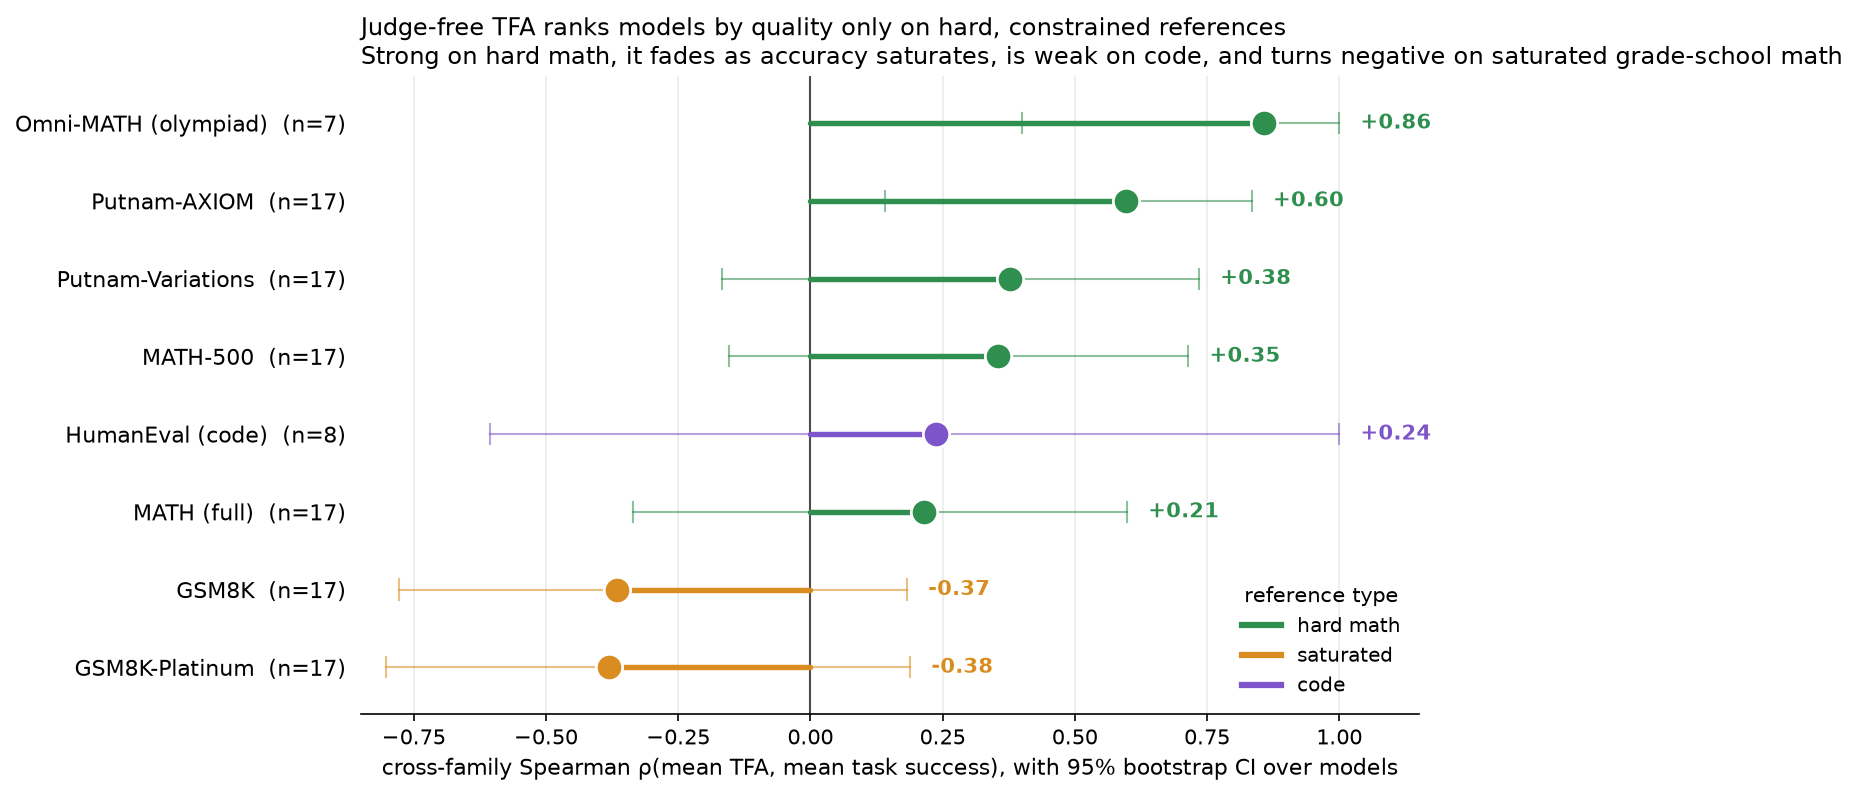 Judge-free TFA ranks models by quality only on hard, constrained references
Strong on hard math, it fades as accuracy saturates, is weak on code, and turns negative on saturated grade-school math
Omni-MATH (olympiad) (n=7)
+0.86
Putnam-AXIOM (n=17)
+0.60
Putnam-Variations (n=17)
+0.38
MATH-500 (n=17)
+0.35
HumanEval (code) (n=8)
+0.24
MATH (full) (n=17)
+0.21
GSM8K (n=17)
-0.37
GSM8K-Platinum (n=17)
-0.38
reference type
hard math
saturated
code
−0.75 −0.50 −0.25 0.00 0.25 0.50 0.75 1.00
cross-family Spearman ρ(mean TFA, mean task success), with 95% bootstrap CI over models